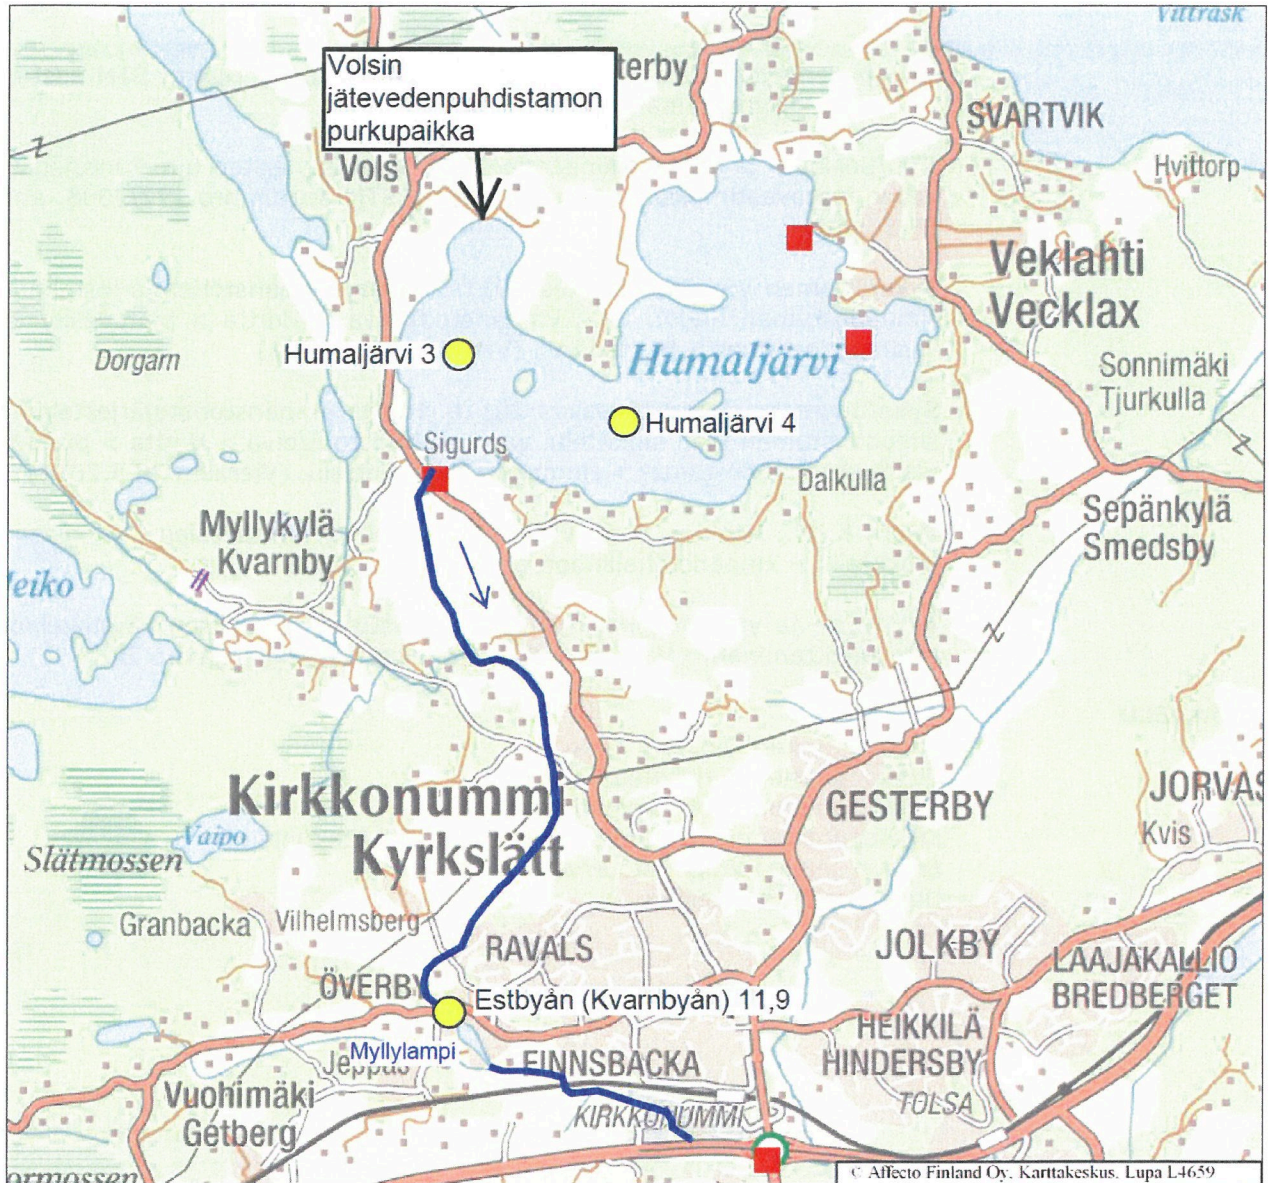 Vitträsk
Volsin
jätevedenpuhdistamon
purkupaikka
terby
SVARTVIK
Vols
Hvittorp
Veklahti
Vecklax
Dorgarn
Humaljärvi 3
Humaljärvi
Sonnimäki
Tjurkulla
Humaljärvi 4
Sigurds
Dalkulla
Myllykylä
Kvarnby
Sepänkylä
Smedsby
eiko
Kirkkonummi
Kyrkslätt
GESTERBY
JORVAS
Kvis
Vaipo
Slätmossen
Granbacka
Vilhelmsberg
RAVALS
JOLKBY
LAAJAKALLIO
BREDBERGET
ÖVERBY
Estbyån (Kvarnbyån) 11,9
HEIKKILÄ
HINDERSBY
Myllylampi
Jeppas
FINNSBACKA
Vuohimäki
Getberg
KIRKKONUMMI
TOLSA
ormossen
© Affecto Finland Oy, Karttakeskus, Lupa L4659